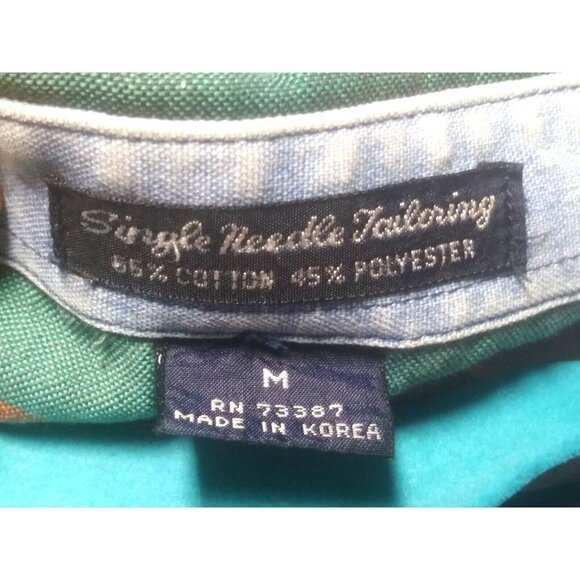 Single Needle Tailoring
55% COTTON 45% POLYESTER
M
RN 73387
MADE IN KOREA